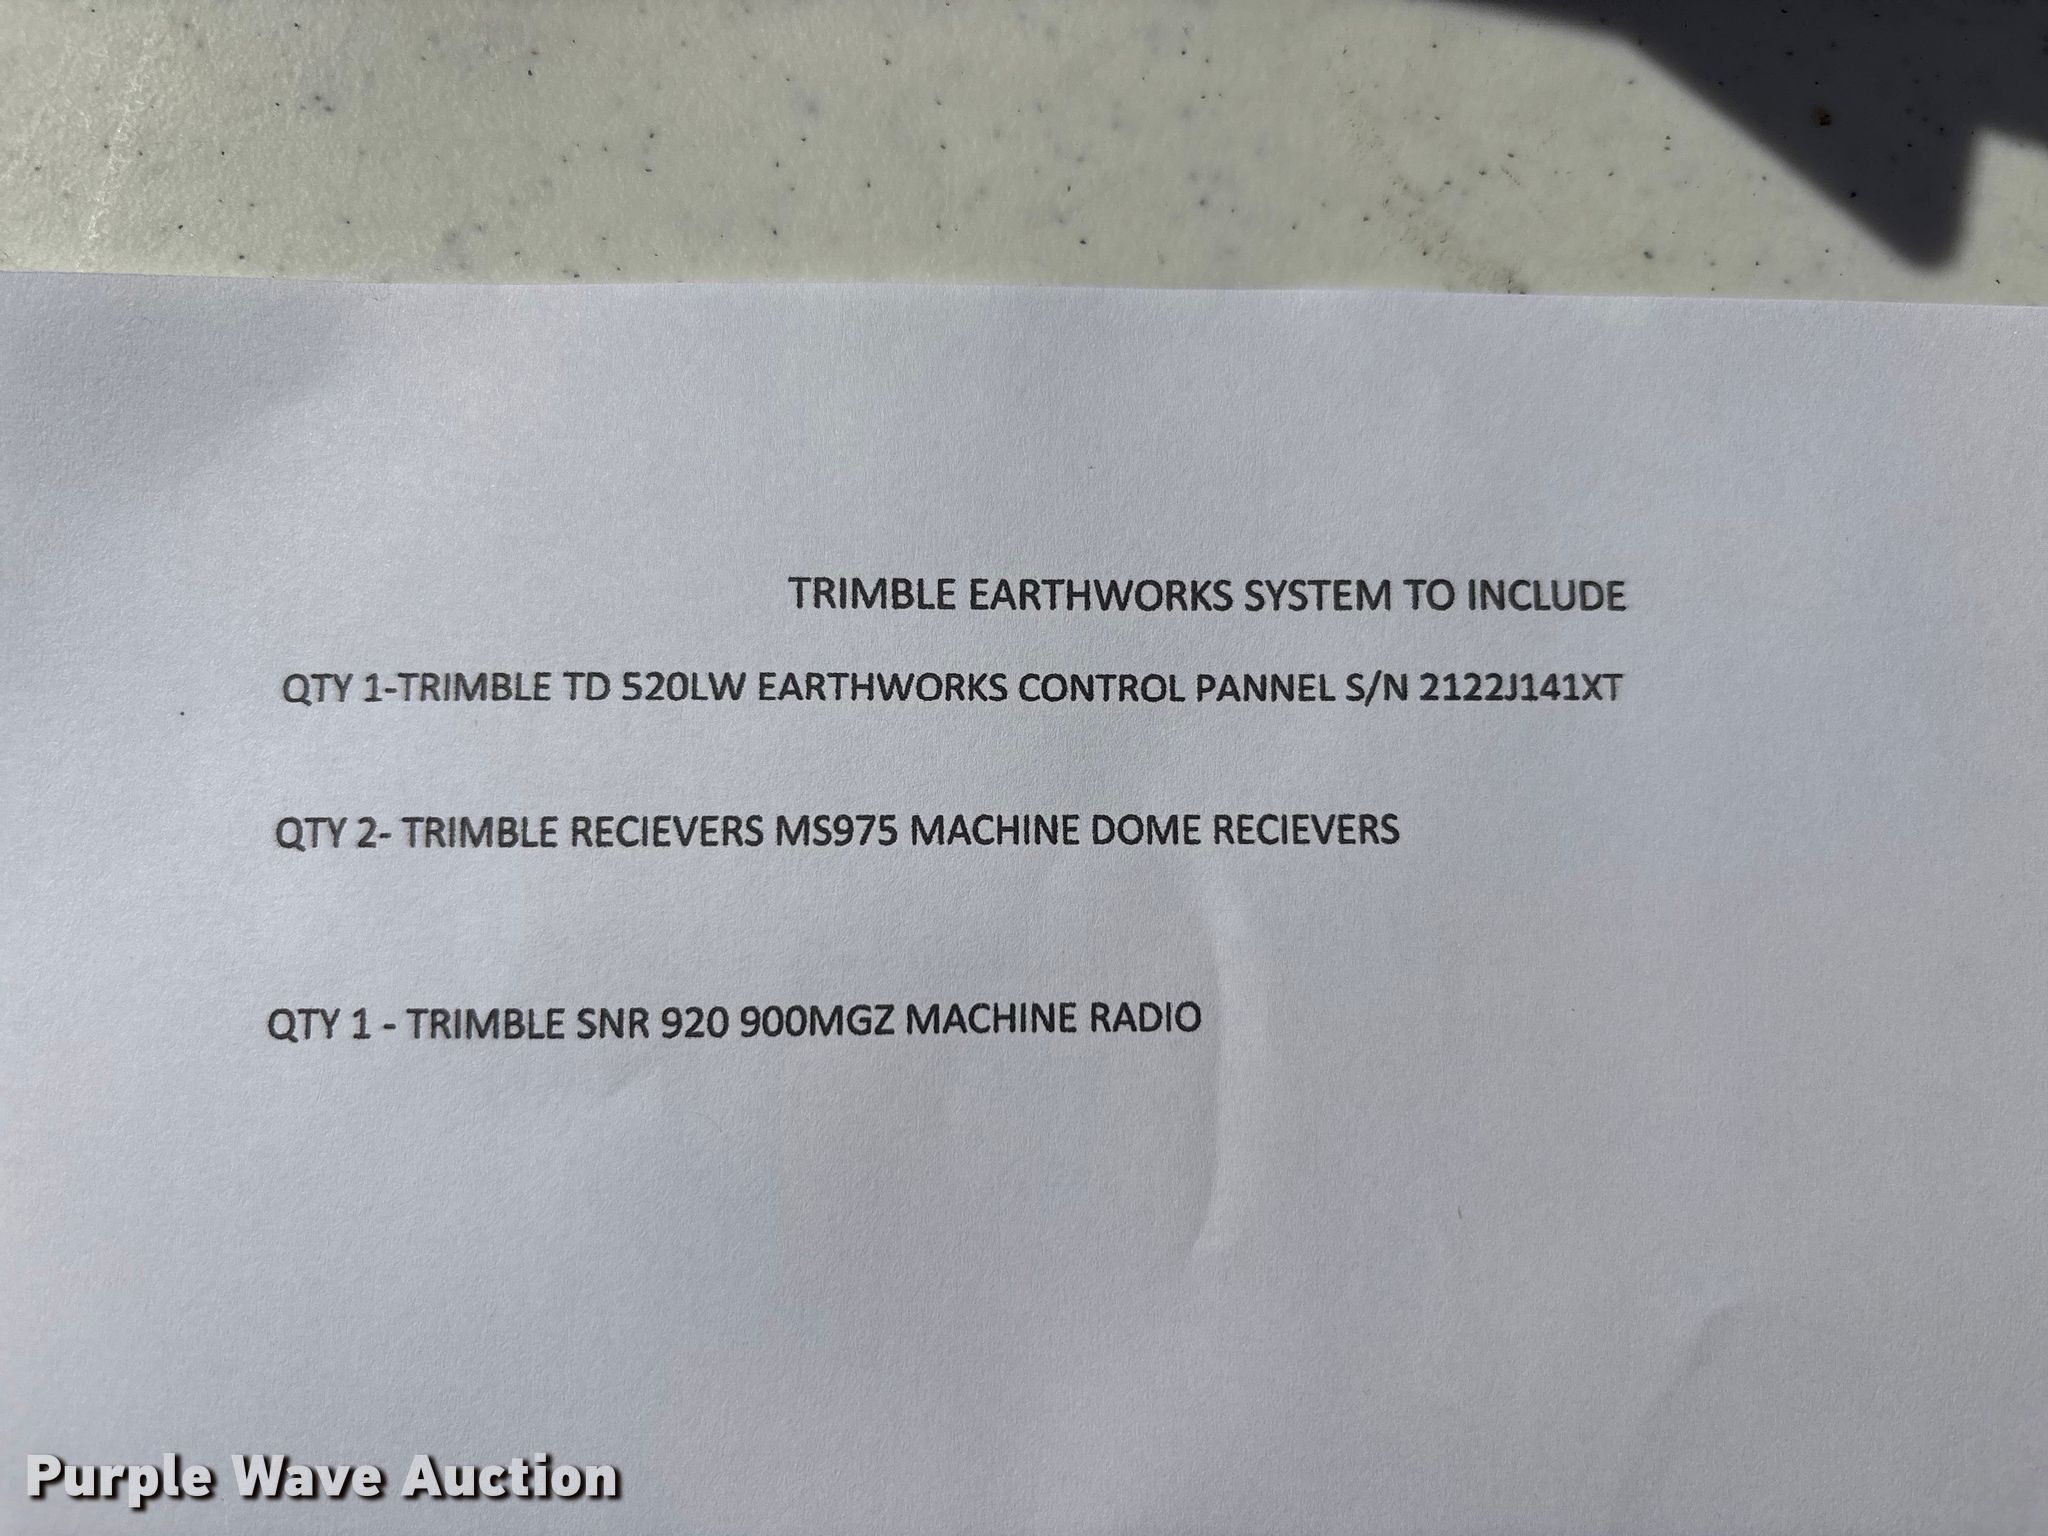 TRIMBLE EARTHWORKS SYSTEM TO INCLUDE
QTY 1-TRIMBLE TD 520LW EARTHWORKS CONTROL PANNEL S/N 2122J141XT
QTY 2- TRIMBLE RECIEVERS MS975 MACHINE DOME RECIEVERS
QTY 1 - TRIMBLE SNR 920 900MGZ MACHINE RADIO
Purple Wave Auction